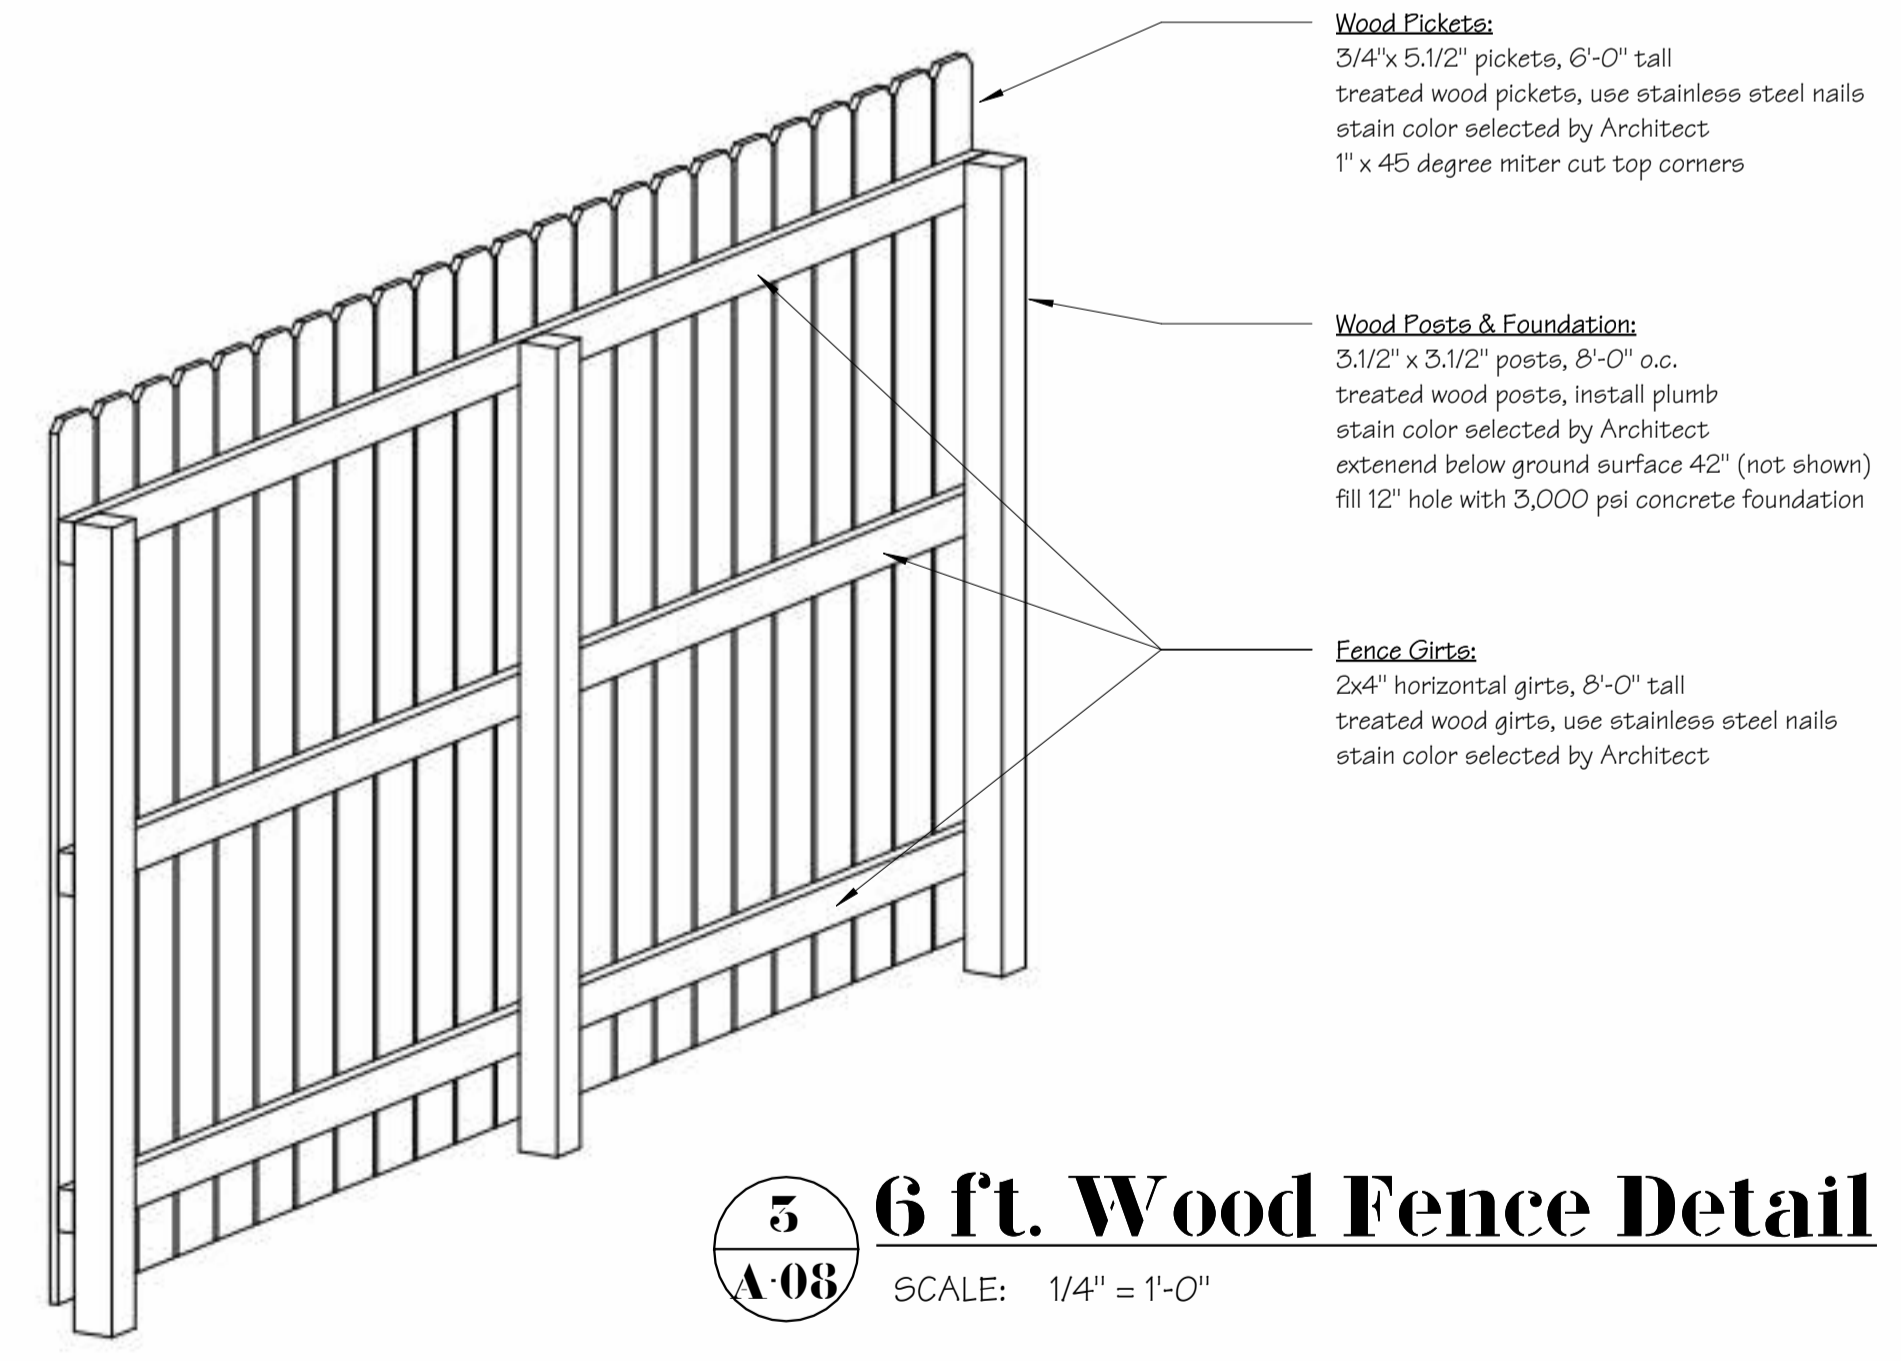 Wood Pickets:
3/4"x 5.1/2" pickets, 6'-0" tall
treated wood pickets, use stainless steel nails
stain color selected by Architect
1" x 45 degree miter cut top corners
Wood Posts & Foundation:
3.1/2" x 3.1/2" posts, 8'-0" o.c.
treated wood posts, install plumb
stain color selected by Architect
extenend below ground surface 42" (not shown)
fill 12" hole with 3,000 psi concrete foundation
Fence Girts:
2x4" horizontal girts, 8'-0" tall
treated wood girts, use stainless steel nails
stain color selected by Architect
3
A-08
6 ft. Wood Fence Detail
SCALE: 1/4" = 1'-0"